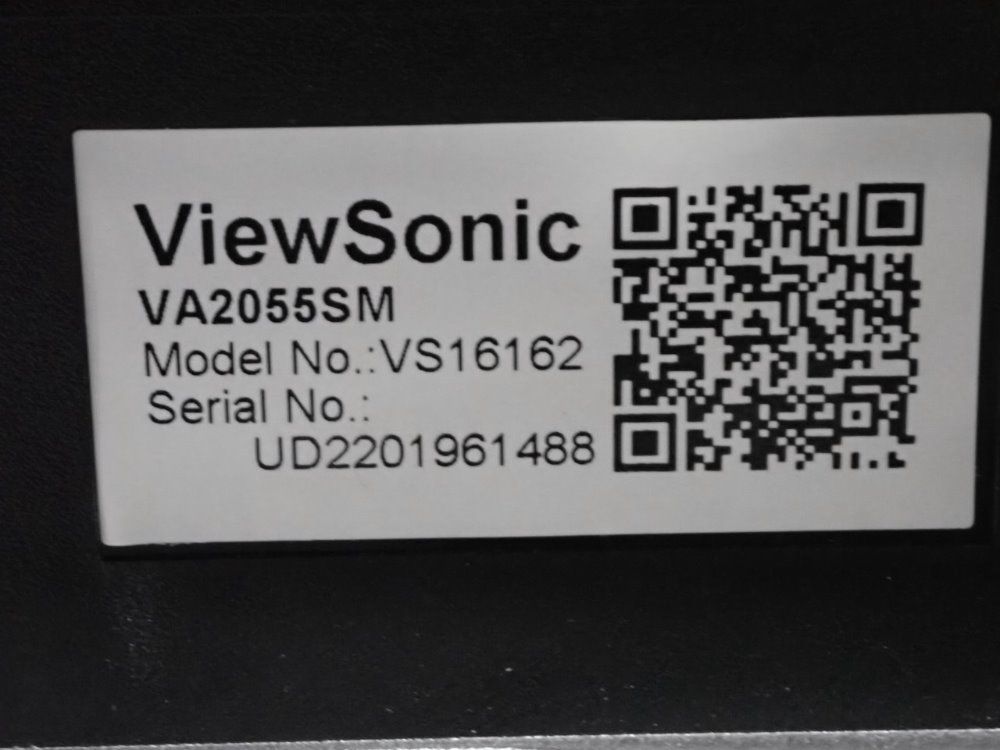 ViewSonic
VA2055SM
Model No.:VS16162
Serial No.:
UD2201961488